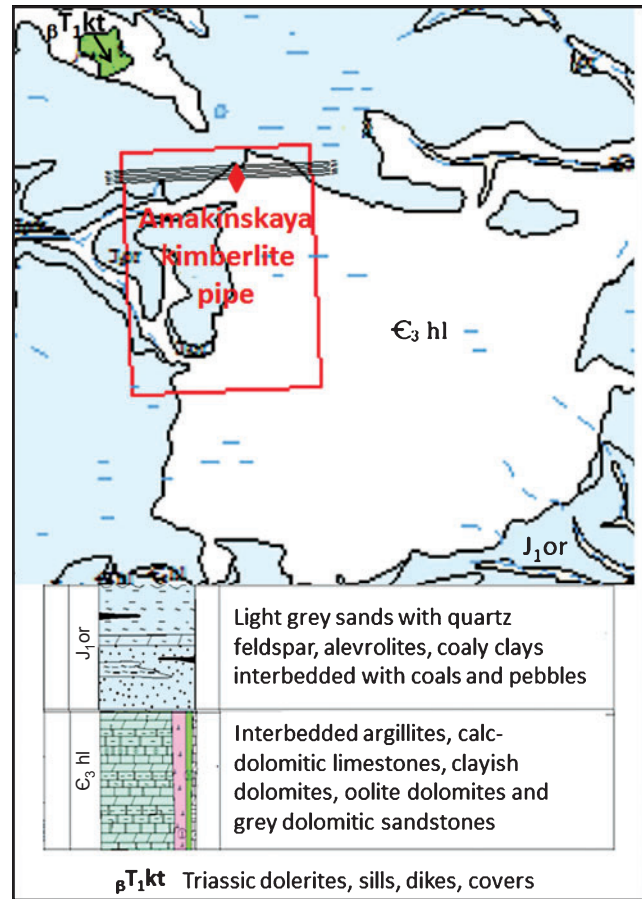 βT₁kt
Amakinskaya
kimberlite
pipe
Є₃ hl
J₁or
J₁or
Light grey sands with quartz
feldspar, alevrolites, coaly clays
interbedded with coals and pebbles
Є₃ hl
Interbedded argillites, calc-
dolomitic limestones, clayish
dolomites, oolite dolomites and
grey dolomitic sandstones
βT₁kt Triassic dolerites, sills, dikes, covers